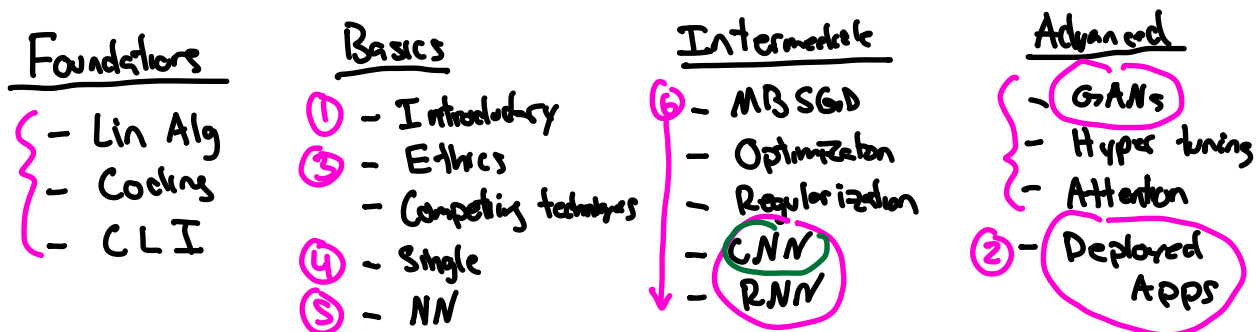 Foundations
- Lin Alg
- Coding
- CLI
Basics
① - Introductory
③ - Ethics
- Competing techniques
④ - Single
⑤ - NN
Intermediate
⑥ - MBSGD
- Optimization
- Regularization
- CNN
- RNN
Advanced
- GANs
- Hyper tuning
- Attention
② - Deployed
Apps